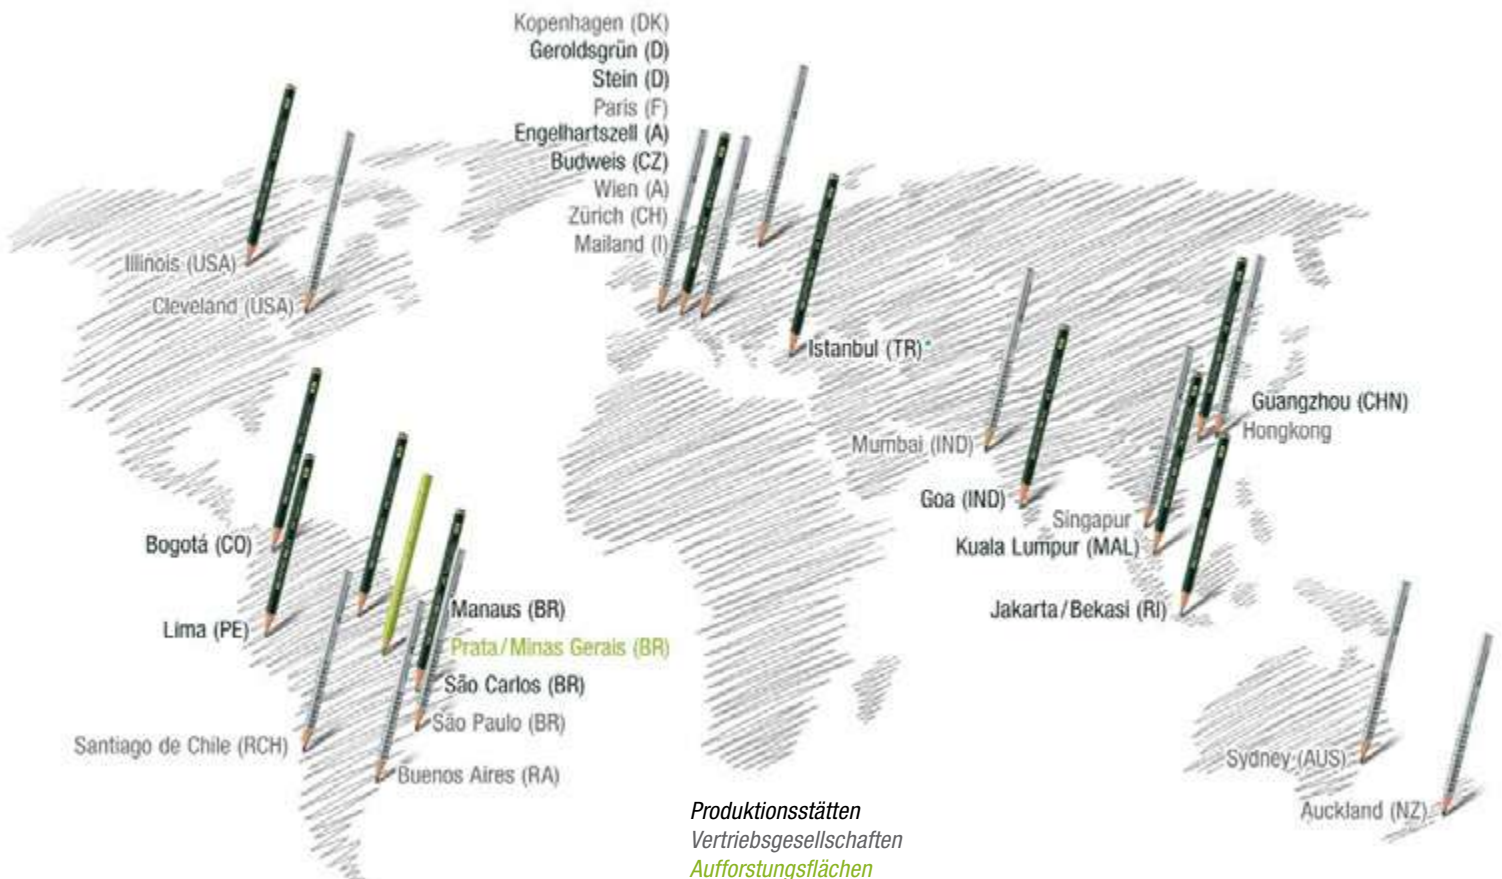 Kopenhagen (DK)
Geroldsgrün (D)
Stein (D)
Paris (F)
Engelhartszell (A)
Budweis (CZ)
Wien (A)
Zürich (CH)
Mailand (I)
Illinois (USA)
Cleveland (USA)
Istanbul (TR)*
Guangzhou (CHN)
Hongkong
Mumbai (IND)
Goa (IND)
Singapur
Kuala Lumpur (MAL)
Jakarta/Bekasi (RI)
Bogotá (CO)
Lima (PE)
Manaus (BR)
Prata/Minas Gerais (BR)
São Carlos (BR)
São Paulo (BR)
Santiago de Chile (RCH)
Buenos Aires (RA)
Sydney (AUS)
Auckland (NZ)
Produktionsstätten
Vertriebsgesellschaften
Aufforstungsflächen